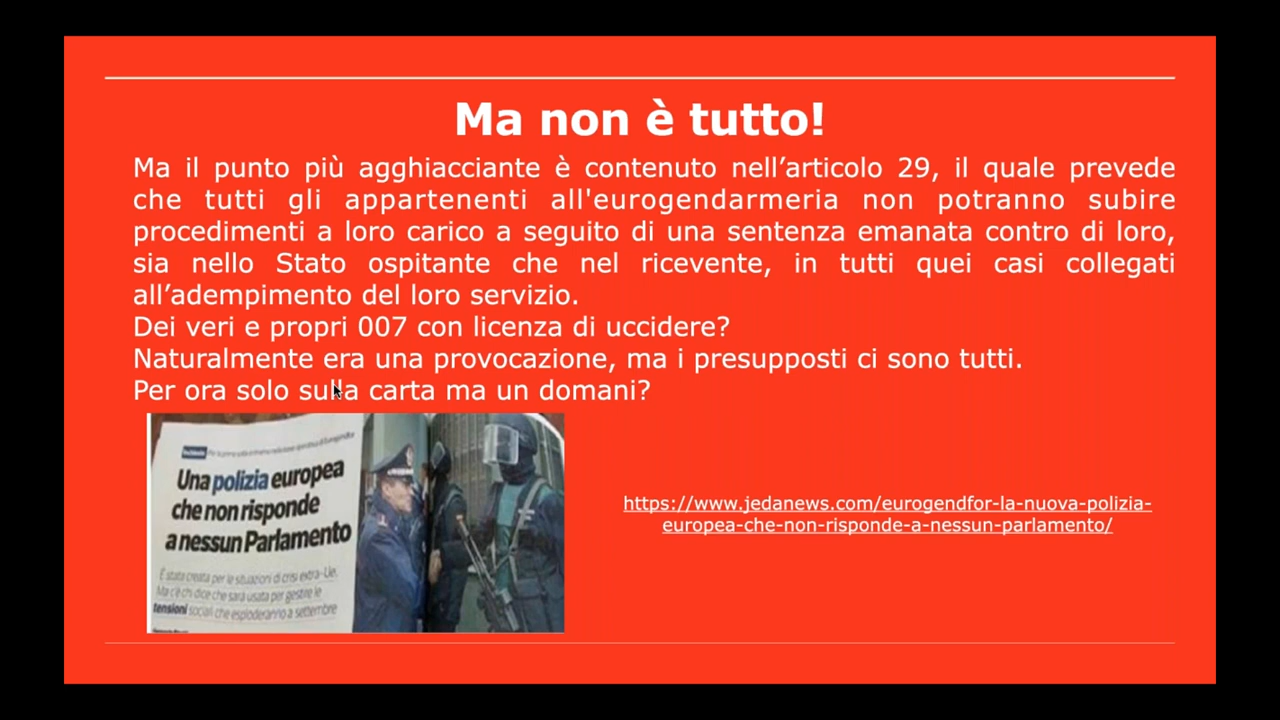 Ma non è tutto!
Ma il punto più agghiacciante è contenuto nell’articolo 29, il quale prevede
che tutti gli appartenenti all'eurogendarmeria non potranno subire
procedimenti a loro carico a seguito di una sentenza emanata contro di loro,
sia nello Stato ospitante che nel ricevente, in tutti quei casi collegati
all’adempimento del loro servizio.
Dei veri e propri 007 con licenza di uccidere?
Naturalmente era una provocazione, ma i presupposti ci sono tutti.
Per ora solo sulla carta ma un domani?
Una polizia europea
che non risponde
a nessun Parlamento
È stata creata per le situazioni di crisi extra-Ue.
Ma c'è chi dice che sarà usata per gestire le
tensioni sociali che esploderanno a settembre
https://www.jedanews.com/eurogendfor-la-nuova-polizia-
europea-che-non-risponde-a-nessun-parlamento/